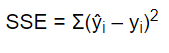 SSE = Σ(ŷᵢ – yᵢ)²